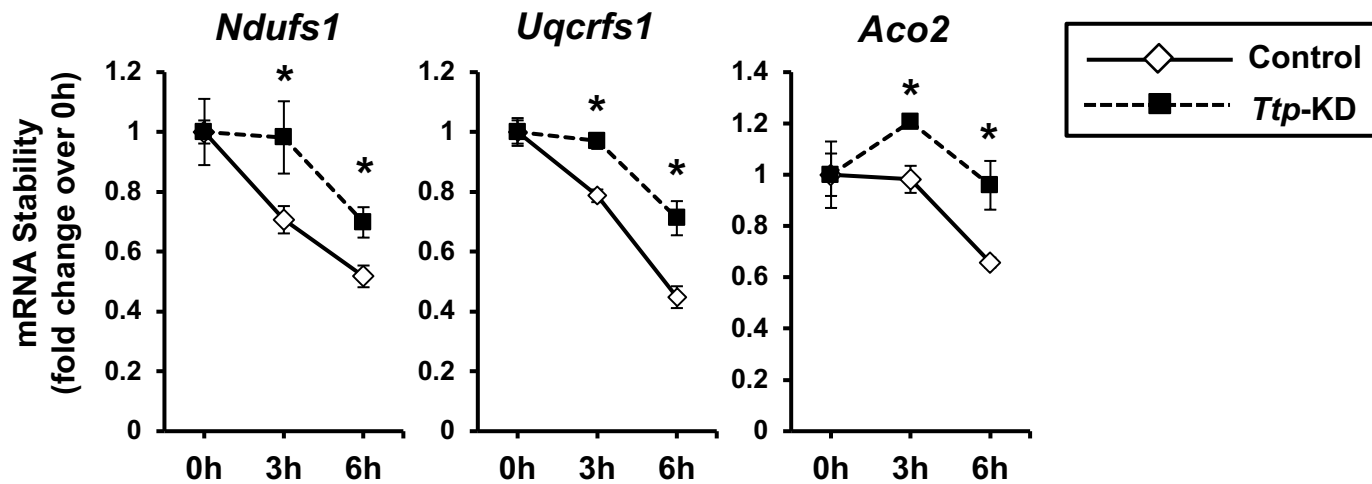 Ndufs1
Uqcrfs1
Aco2
Control
Ttp-KD
mRNA Stability
(fold change over 0h)
1.2
1
0.8
0.6
0.4
0.2
0
*
*
0h 3h 6h
1.2
1
0.8
0.6
0.4
0.2
0
*
*
0h 3h 6h
1.4
1.2
1
0.8
0.6
0.4
0.2
0
*
*
0h 3h 6h